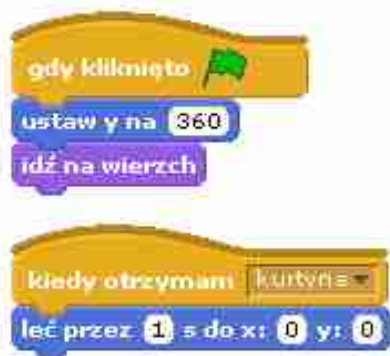 gdy kliknięto
ustaw y na 360
idź na wierzch
kiedy otrzymam kurtyna
leć przez 1 s do x: 0 y: 0